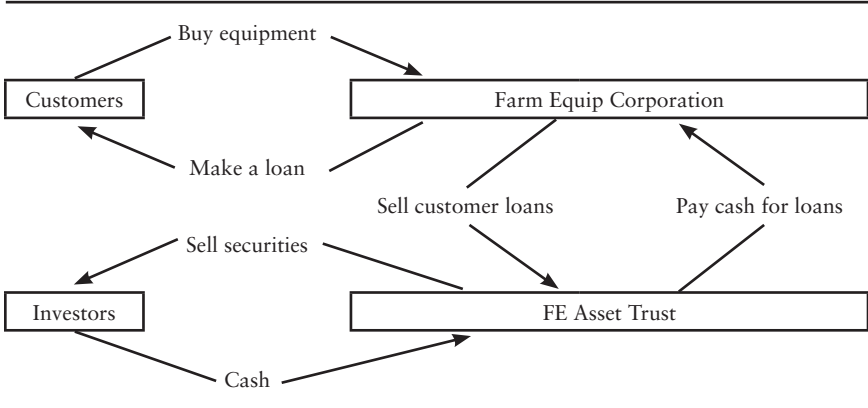 Buy equipment
Customers
Farm Equip Corporation
Make a loan
Sell customer loans
Pay cash for loans
Sell securities
Investors
FE Asset Trust
Cash